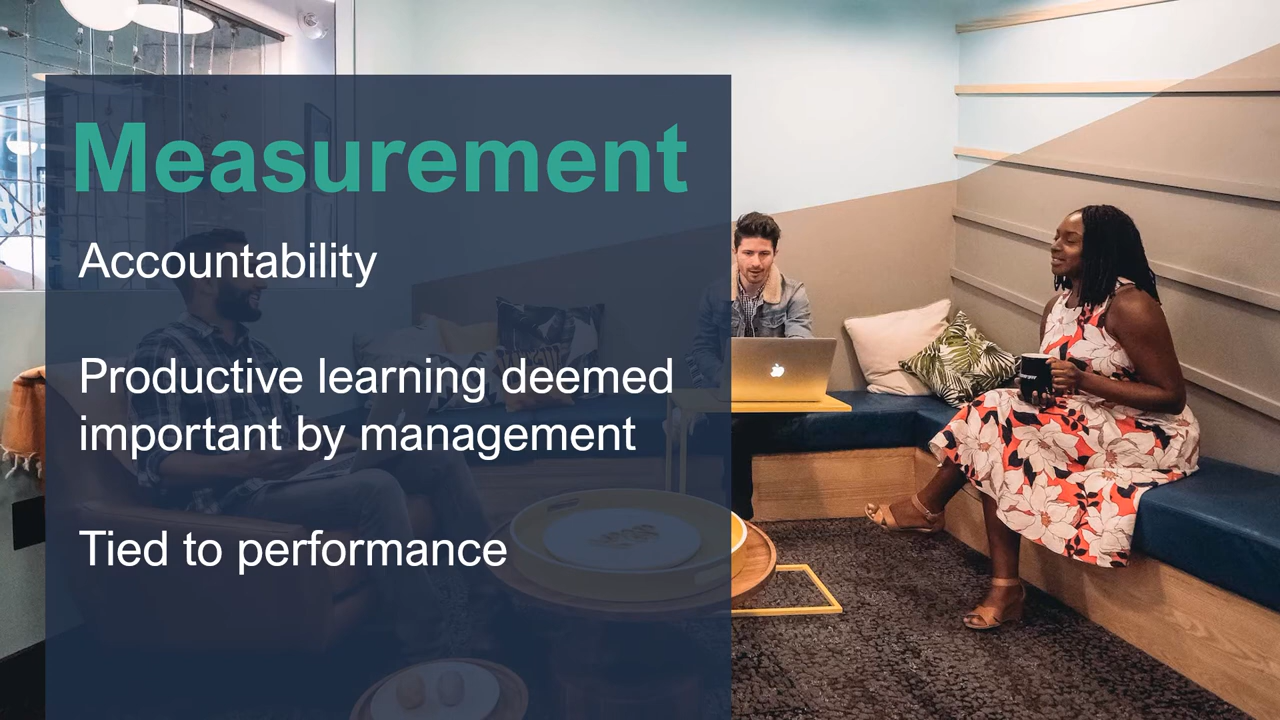 Measurement
Accountability
Productive learning deemed
important by management
Tied to performance